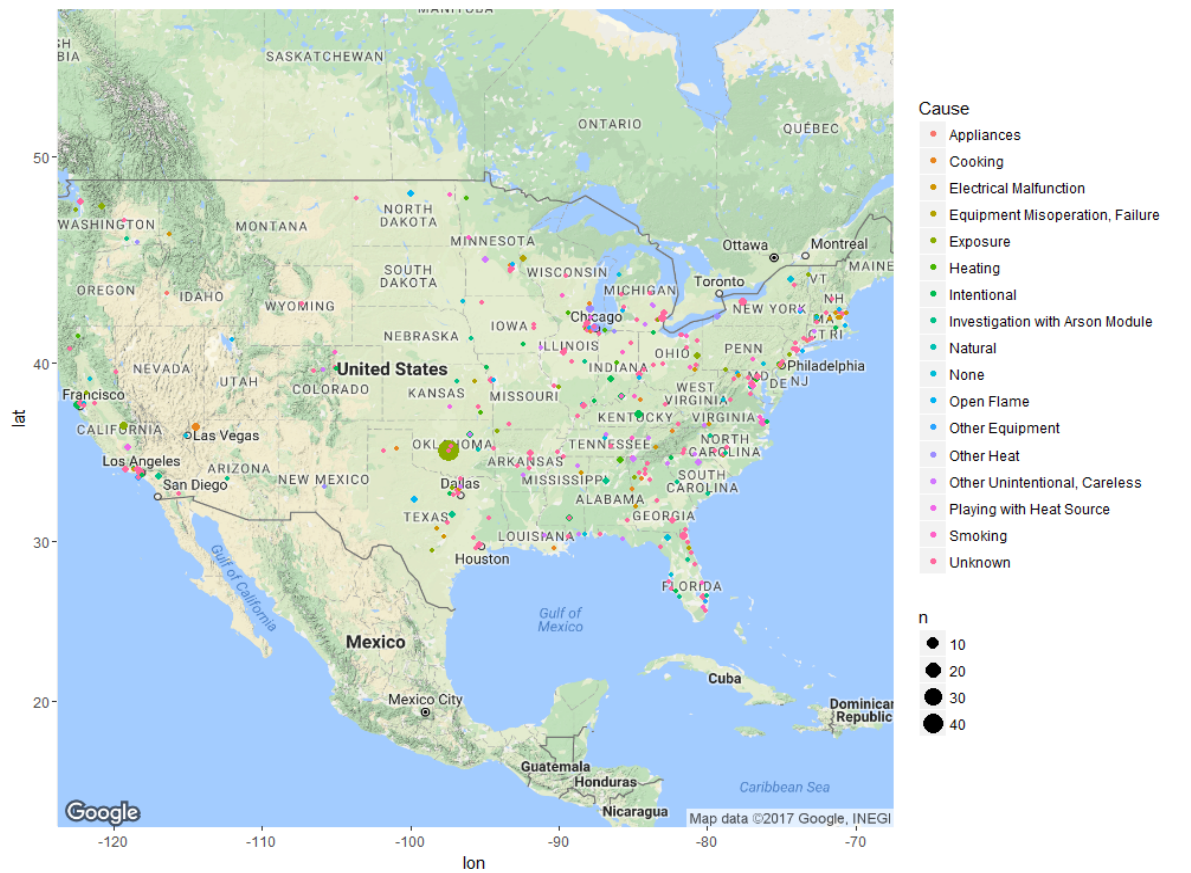 MANITOBA
SASKATCHEWAN
ONTARIO
QUÉBEC
WASHINGTON
MONTANA
NORTH
DAKOTA
MINNESOTA
Ottawa
Montreal
MAINE
OREGON
IDAHO
SOUTH
DAKOTA
WISCONSIN
MICHIGAN
Toronto
VT
NH
WYOMING
NEW YORK
MA
CT RI
IOWA
Chicago
NEBRASKA
ILLINOIS
INDIANA
OHIO
PENN
Philadelphia
MD
DE NJ
NEVADA
UTAH
United States
COLORADO
KANSAS
MISSOURI
WEST
VIRGINIA
KENTUCKY
VIRGINIA
Francisco
CALIFORNIA
Las Vegas
OKLAHOMA
TENNESSEE
NORTH
CAROLINA
Los Angeles
ARIZONA
NEW MEXICO
ARKANSAS
MISSISSIPPI
SOUTH
CAROLINA
San Diego
Dallas
ALABAMA
TEXAS
GEORGIA
LOUISIANA
Houston
FLORIDA
Gulf of California
Gulf of
Mexico
Mexico
Cuba
Mexico City
Dominican
Republic
Guatemala
Honduras
Nicaragua
Caribbean Sea
Google
Map data ©2017 Google, INEGI
50
40
30
20
lat
-120
-110
-100
-90
-80
-70
lon
Cause
Appliances
Cooking
Electrical Malfunction
Equipment Misoperation, Failure
Exposure
Heating
Intentional
Investigation with Arson Module
Natural
None
Open Flame
Other Equipment
Other Heat
Other Unintentional, Careless
Playing with Heat Source
Smoking
Unknown
n
10
20
30
40